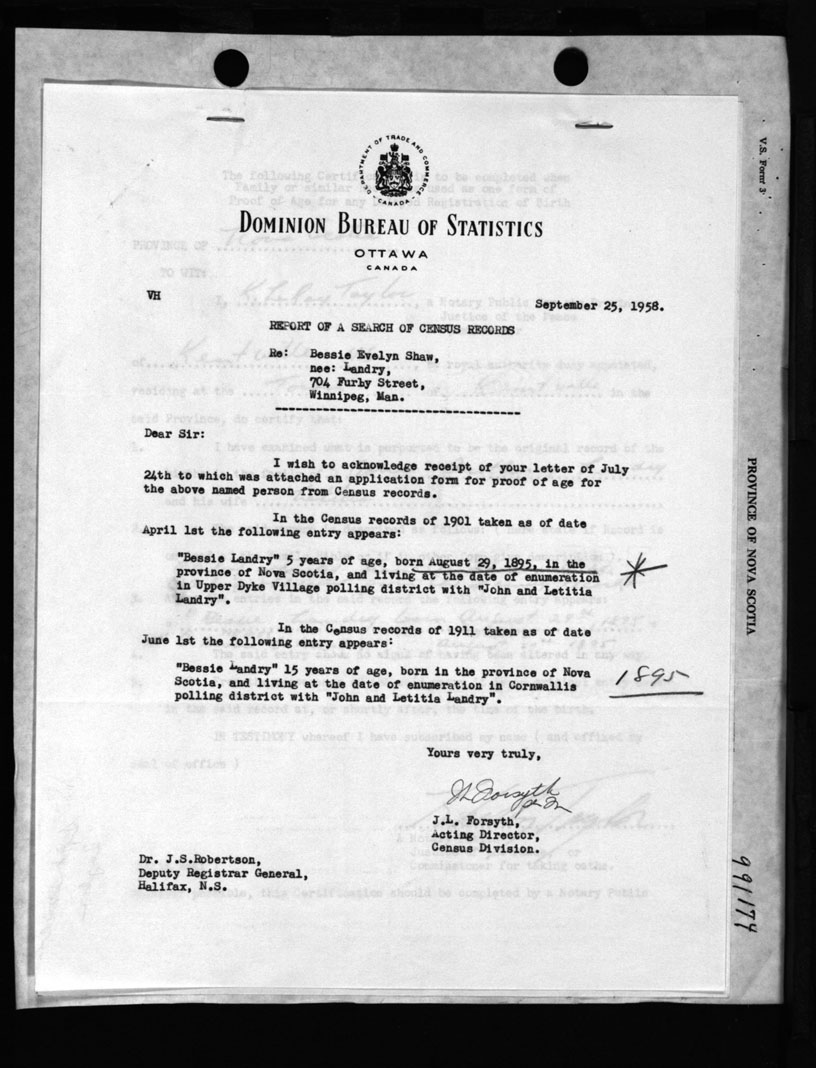 V.S. Form 3
DEPARTMENT OF TRADE AND COMMERCE
CANADA
DOMINION BUREAU OF STATISTICS
OTTAWA
CANADA
VH
September 25, 1958.
REPORT OF A SEARCH OF CENSUS RECORDS
Re: Bessie Evelyn Shaw,
nee: Landry,
704 Furby Street,
Winnipeg, Man.
Dear Sir:
I wish to acknowledge receipt of your letter of July
24th to which was attached an application form for proof of age for
the above named person from Census records.
In the Census records of 1901 taken as of date
April 1st the following entry appears:
"Bessie Landry" 5 years of age, born August 29, 1895, in the
province of Nova Scotia, and living at the date of enumeration
in Upper Dyke Village polling district with "John and Letitia
Landry".
In the Census records of 1911 taken as of date
June 1st the following entry appears:
"Bessie Landry" 15 years of age, born in the province of Nova
Scotia, and living at the date of enumeration in Cornwallis
polling district with "John and Letitia Landry".
1895
Yours very truly,
J.L. Forsyth,
Acting Director,
Census Division.
Dr. J.S.Robertson,
Deputy Registrar General,
Halifax, N.S.
PROVINCE OF NOVA SCOTIA
991179